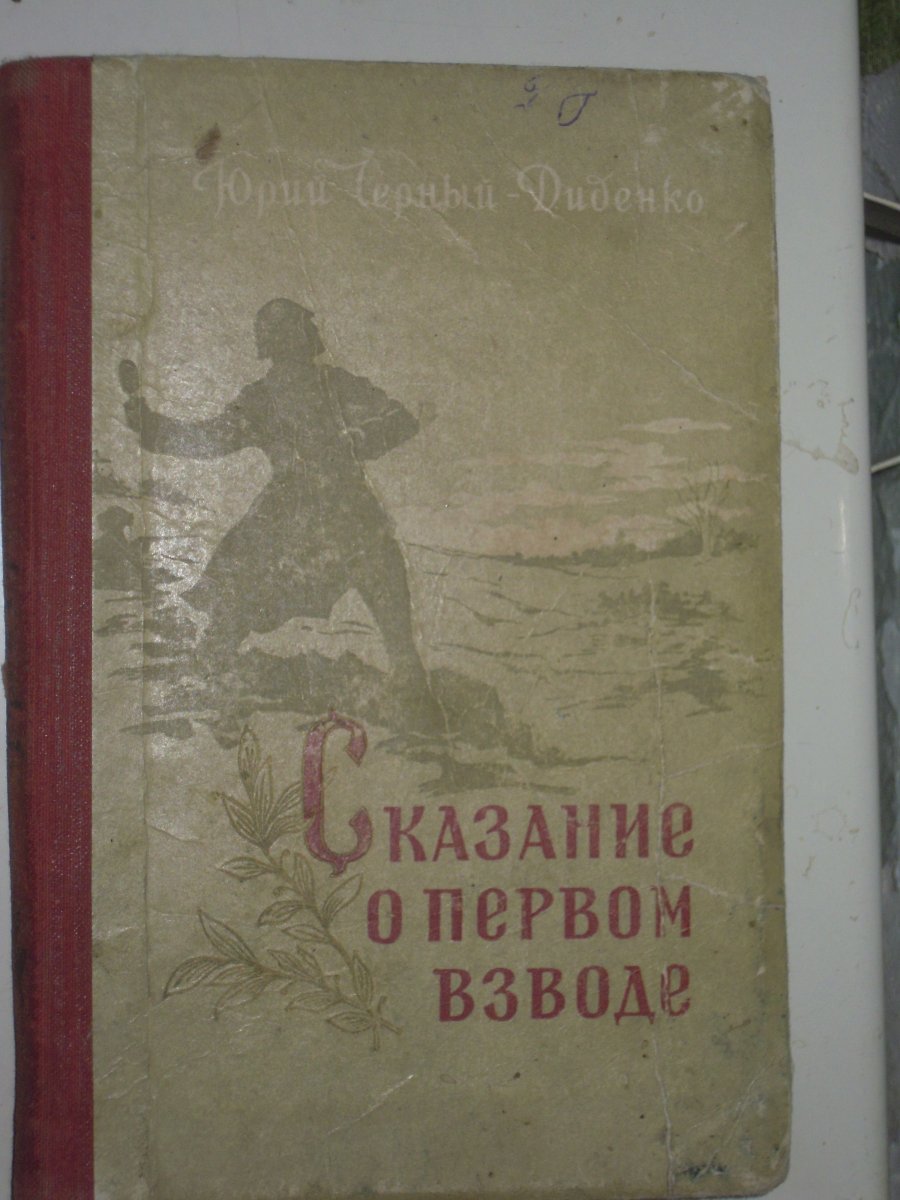 Юрий Черный-Диденко
Сказание
о первом
взводе